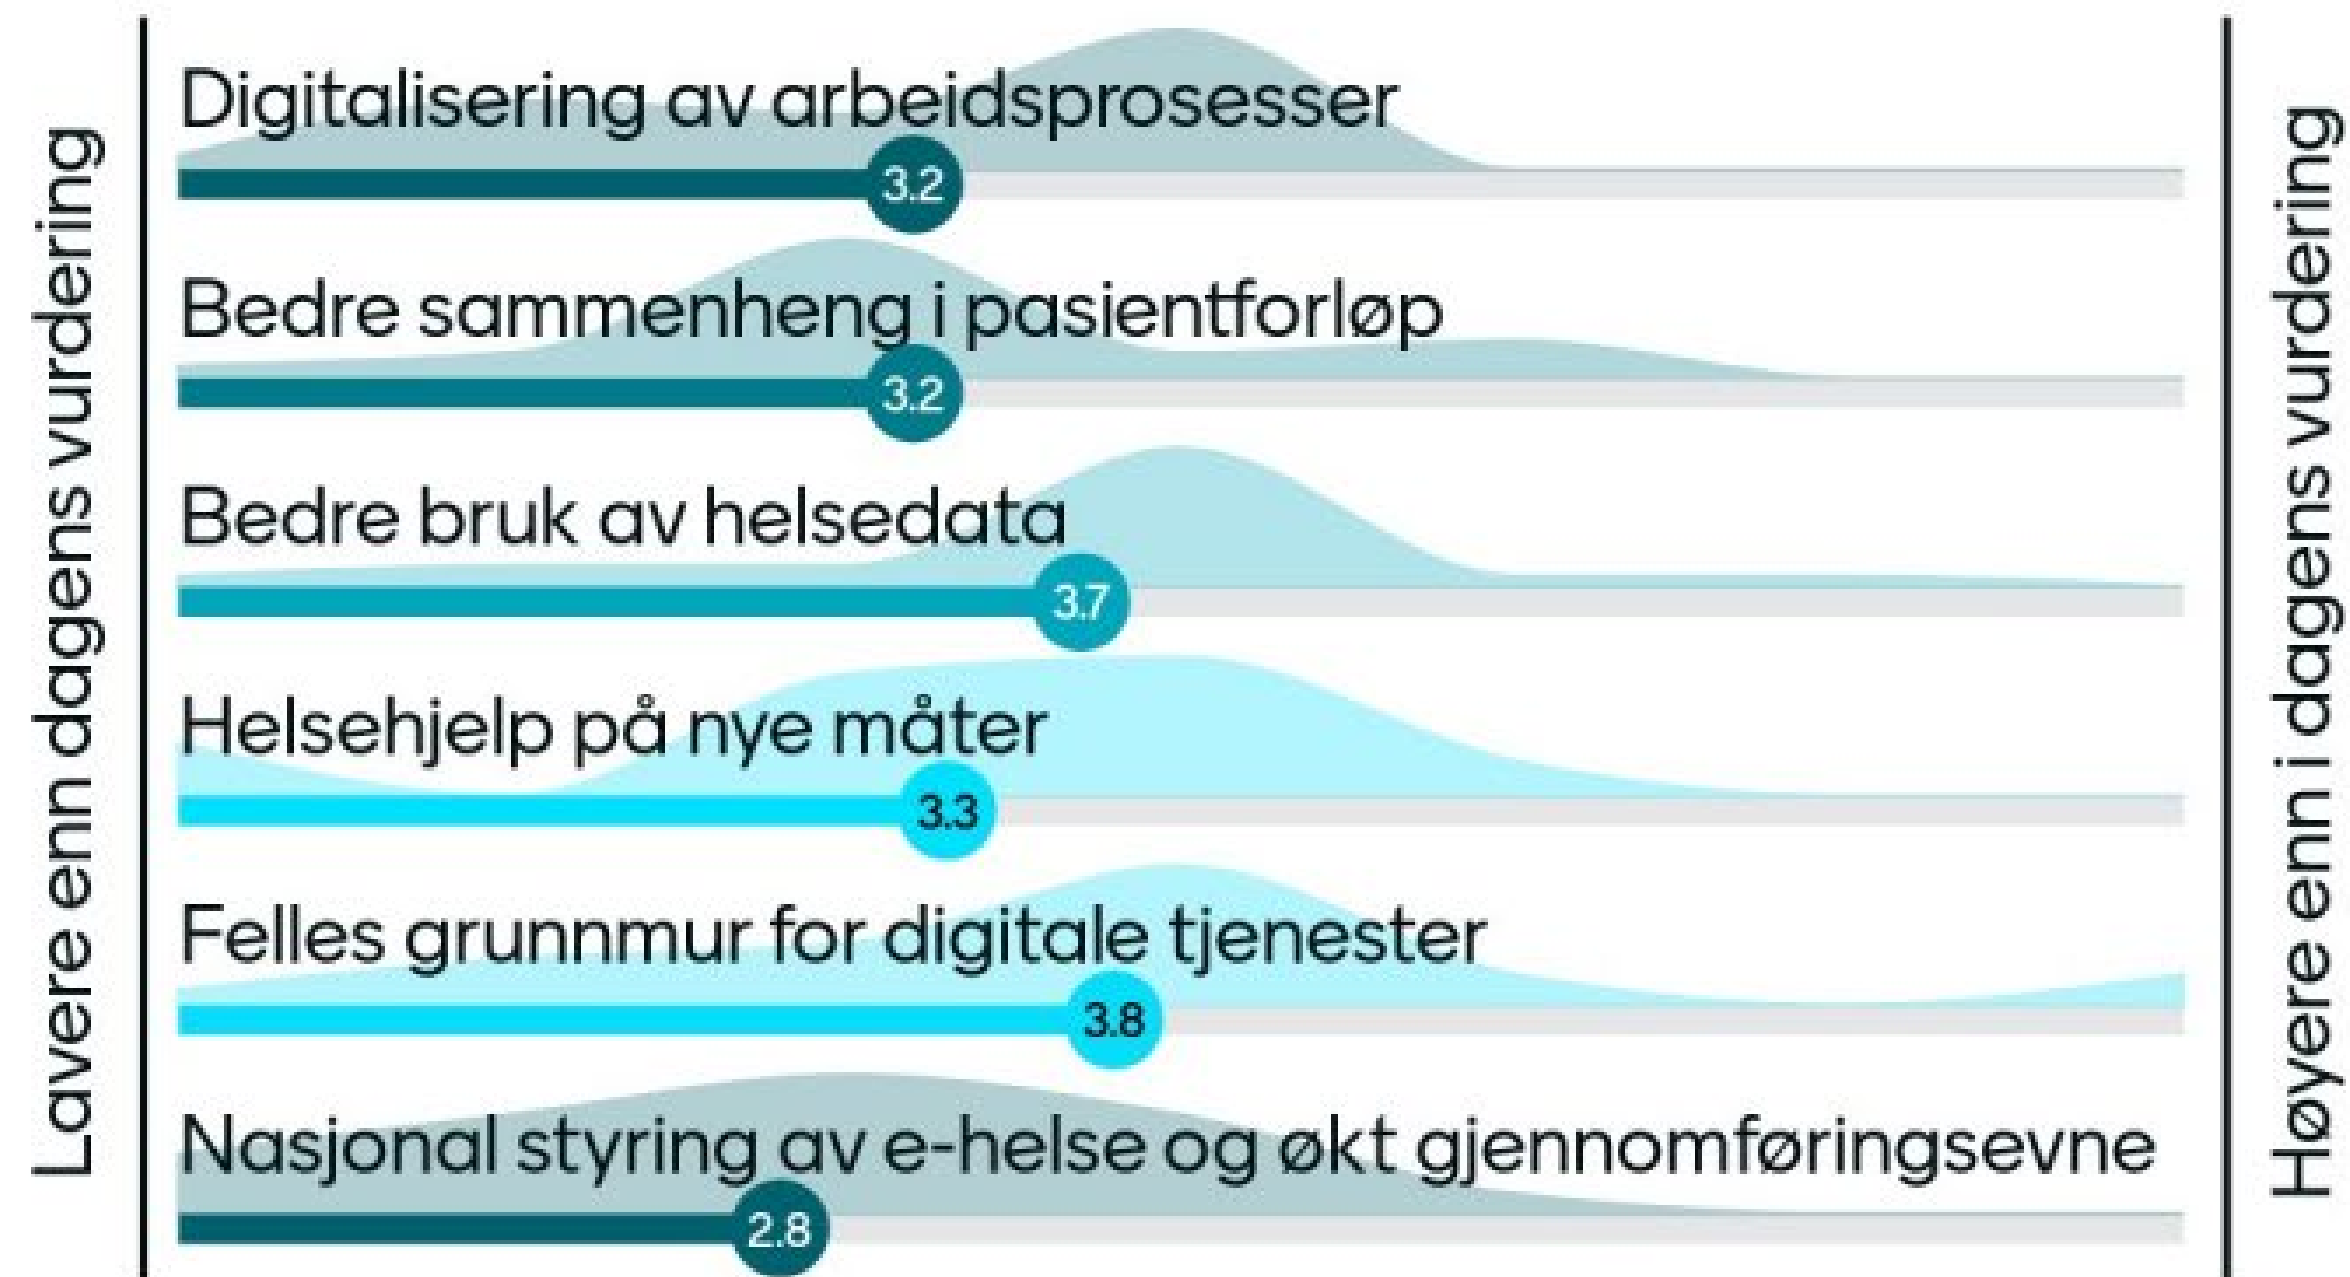 Lavere enn dagens vurdering
Digitalisering av arbeidsprosesser
3.2
Bedre sammenheng i pasientforløp
3.2
Bedre bruk av helsedata
3.7
Helsehjelp på nye måter
3.3
Felles grunnmur for digitale tjenester
3.8
Nasjonal styring av e-helse og økt gjennomføringsevne
2.8
Høyere enn i dagens vurdering